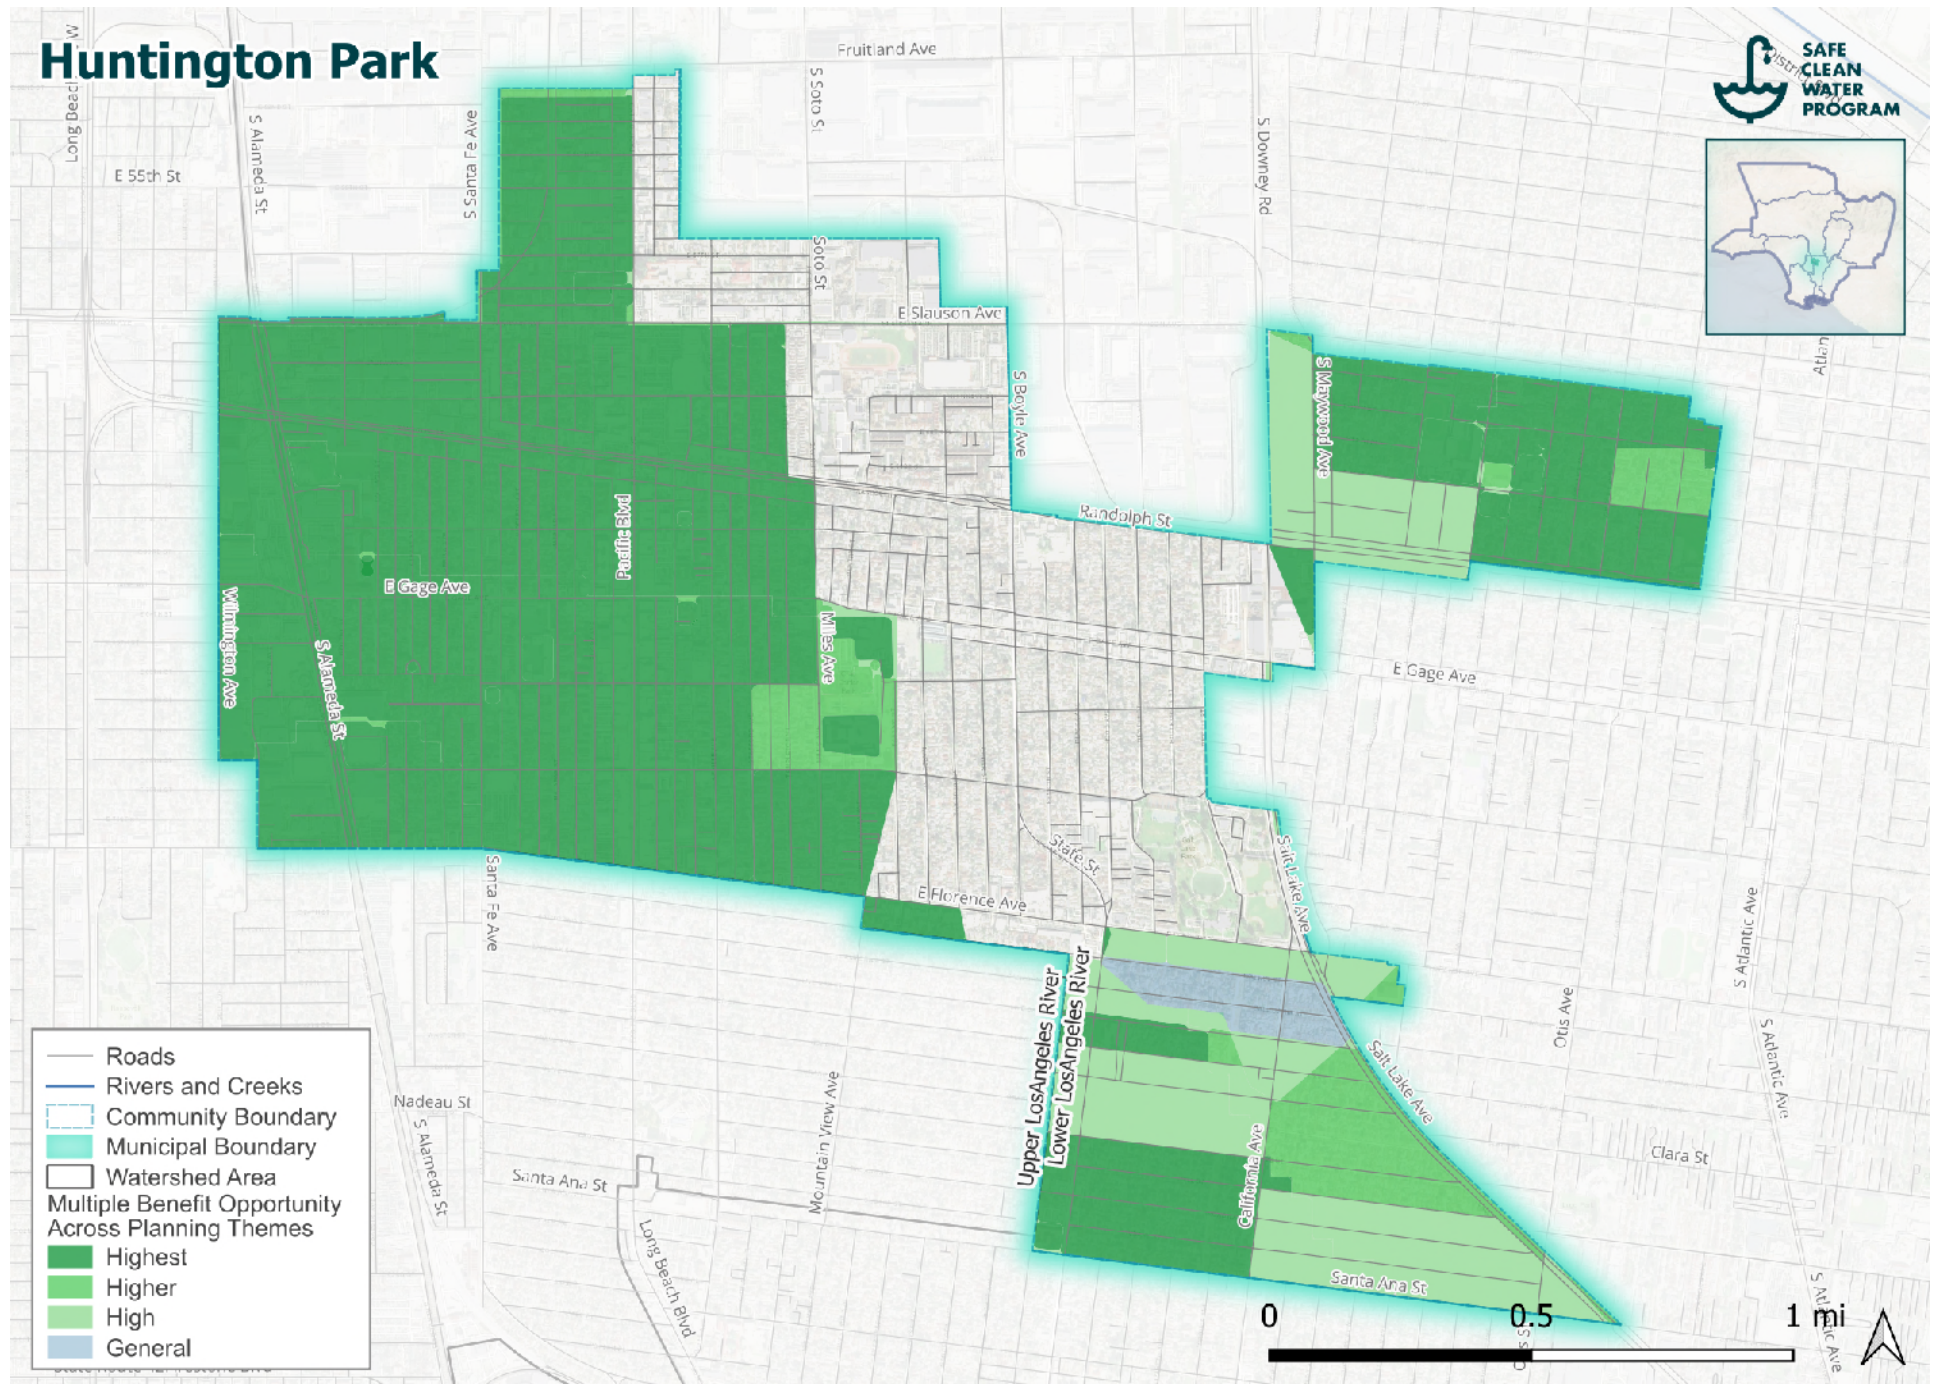 Huntington Park
SAFE
CLEAN
WATER
PROGRAM
Fruitland Ave
S Soto St
S Alameda St
S Santa Fe Ave
S Downey Rd
E 55th St
Soto St
E Slauson Ave
S Boyle Ave
S Maywood Ave
Atlan
Pacific Blvd
Randolph St
E Gage Ave
Wilmington Ave
S Alameda St
Miles Ave
E Gage Ave
State St
Salt Lake Ave
E Florence Ave
Santa Fe Ave
S Atlantic Ave
Upper LosAngeles River
Lower LosAngeles River
Otis Ave
Salt Lake Ave
S Atlantic Ave
Nadeau St
S Alameda St
Mountain View Ave
California Ave
Clara St
Santa Ana St
Long Beach Blvd
Santa Ana St
S Atlantic Ave
Roads
Rivers and Creeks
Community Boundary
Municipal Boundary
Watershed Area
Multiple Benefit Opportunity
Across Planning Themes
Highest
Higher
High
General
0 0.5 1 mi